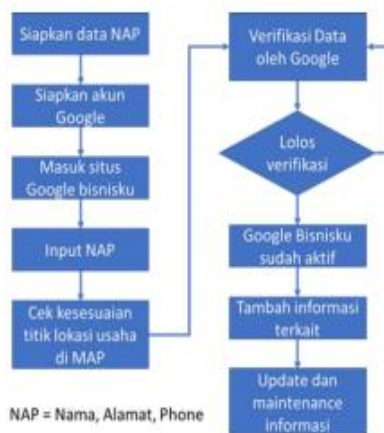 Siapkan data NAP
Siapkan akun
Google
Masuk situs
Google bisnisku
Input NAP
Cek kesesuaian
titik lokasi usaha
di MAP
NAP = Nama, Alamat, Phone
Verifikasi Data
oleh Google
Lolos
verifikasi
Google Bisnisku
sudah aktif
Tambah informasi
terkait
Update dan
maintenance
informasi